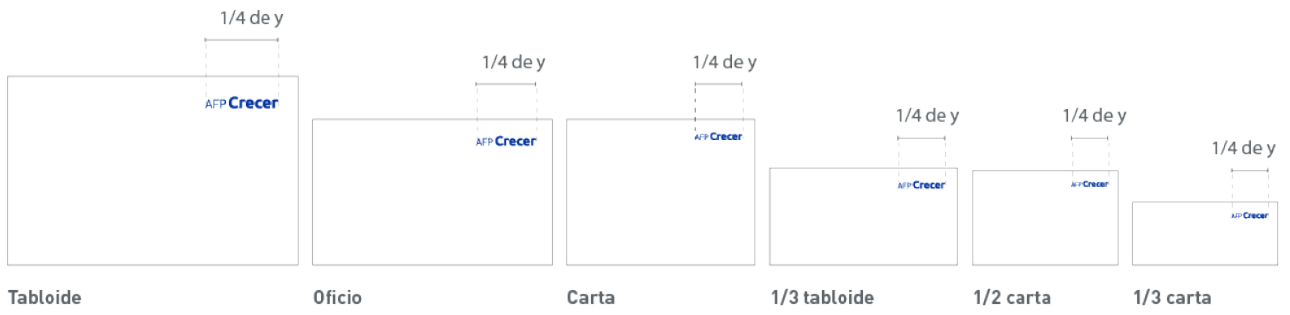 1/4 de y
AFP Crecer
Tabloide
1/4 de y
AFP Crecer
Oficio
1/4 de y
AFP Crecer
Carta
1/4 de y
AFP Crecer
1/3 tabloide
1/4 de y
AFP Crecer
1/2 carta
1/4 de y
AFP Crecer
1/3 carta